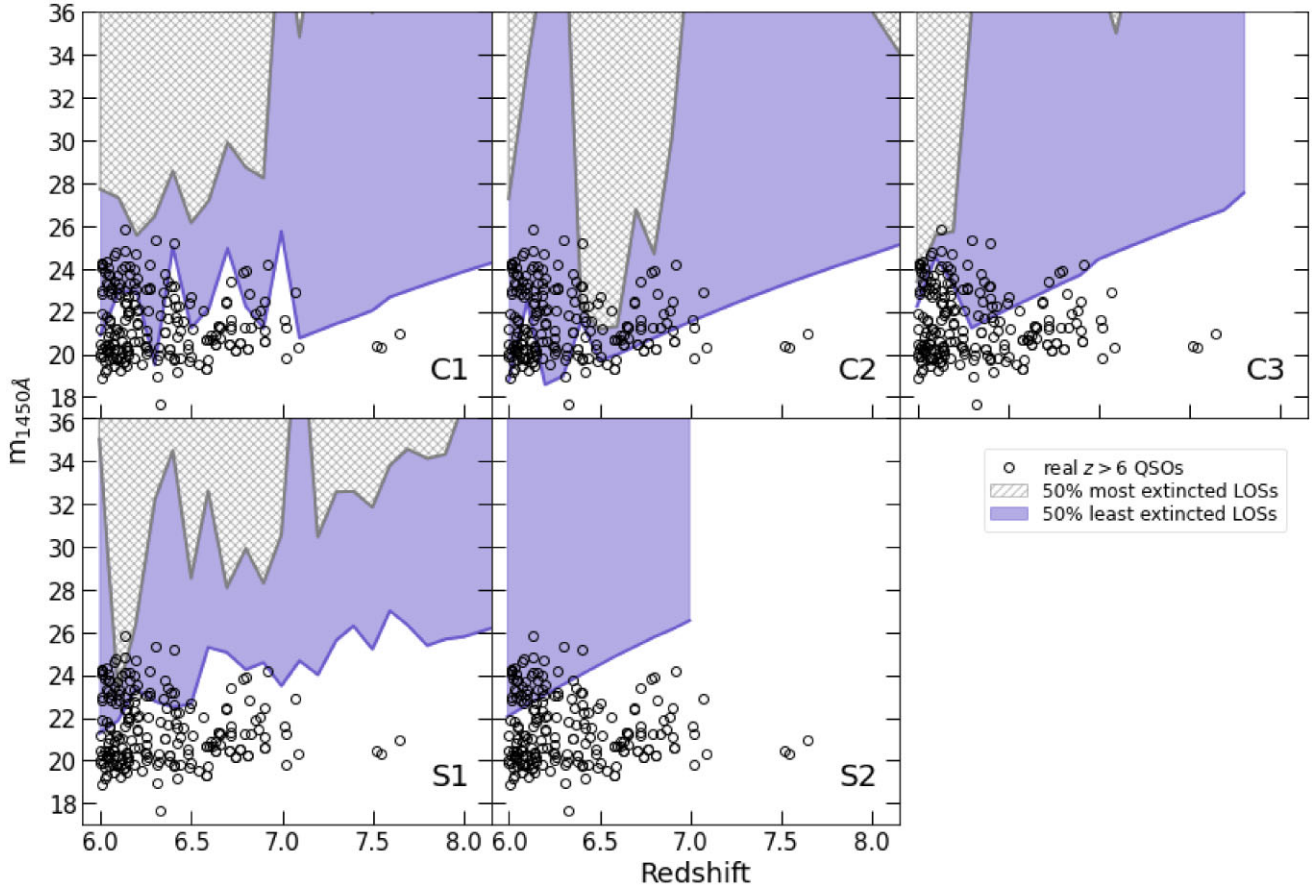 36
34
32
30
28
26
24
22
20
18
C1
C2
C3
m1450Å
36
34
32
30
28
26
24
22
20
18
S1
S2
real z > 6 QSOs
50% most extincted LOSs
50% least extincted LOSs
6.0 6.5 7.0 7.5 8.0
6.0 6.5 7.0 7.5 8.0
Redshift